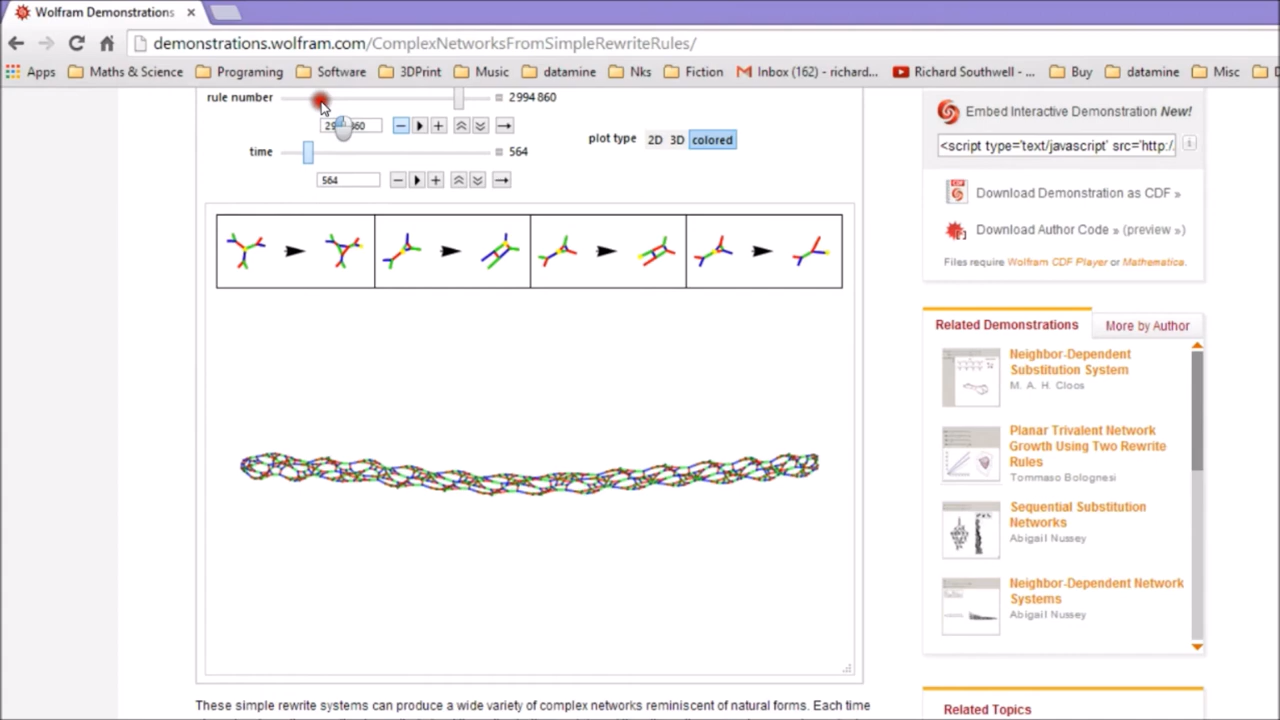 Wolfram Demonstrations
demonstrations.wolfram.com/ComplexNetworksFromSimpleRewriteRules/
Apps Maths & Science Programing Software 3DPrint Music datamine Nks Fiction Inbox (162) - richard... Richard Southwell - ... Buy datamine Misc
rule number 2994860
time 564
564
plot type 2D 3D colored
Embed Interactive Demonstration New!
<script type='text/javascript' src='http:/.
Download Demonstration as CDF »
Download Author Code » (preview »)
Files require Wolfram CDF Player or Mathematica.
Related Demonstrations More by Author
Neighbor-Dependent
Substitution System
M. A. H. Cloos
Planar Trivalent Network
Growth Using Two Rewrite
Rules
Tommaso Bolognesi
Sequential Substitution
Networks
Abigail Nussey
Neighbor-Dependent Network
Systems
Abigail Nussey
These simple rewrite systems can produce a wide variety of complex networks reminiscent of natural forms. Each time
Related Topics